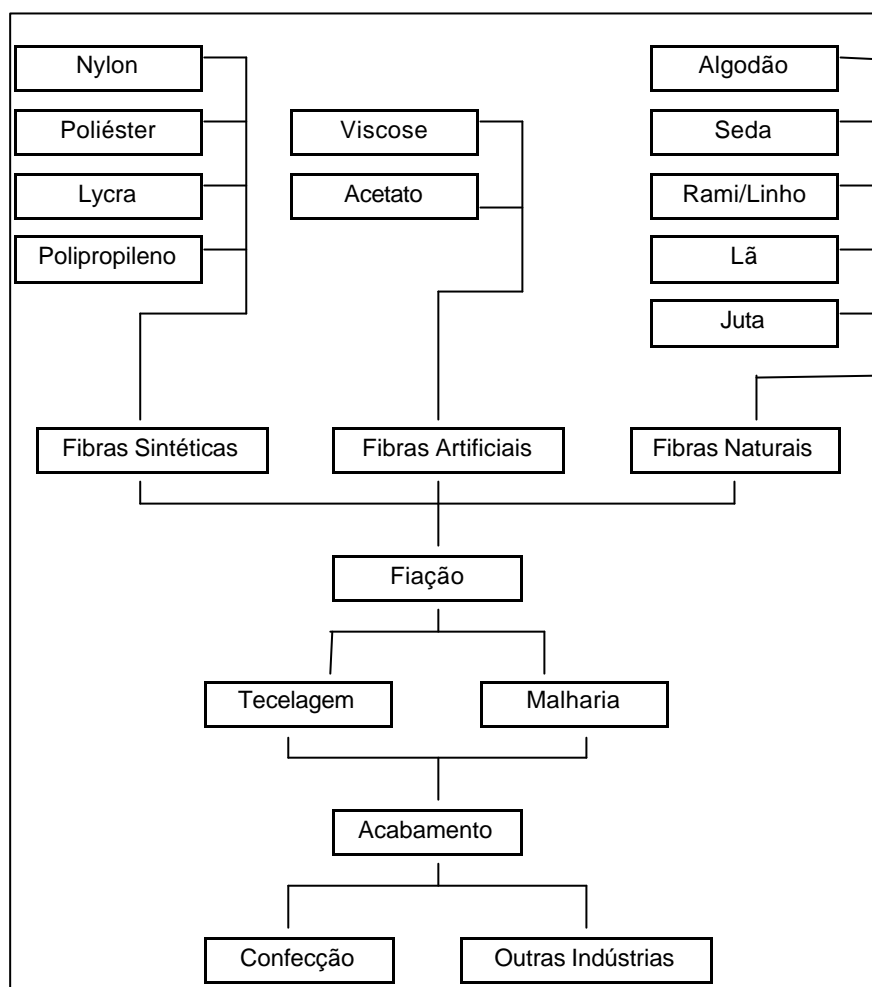 Nylon
Algodão
Poliéster
Viscose
Seda
Lycra
Acetato
Rami/Linho
Polipropileno
Lã
Juta
Fibras Sintéticas
Fibras Artificiais
Fibras Naturais
Fiação
Tecelagem
Malharia
Acabamento
Confecção
Outras Indústrias